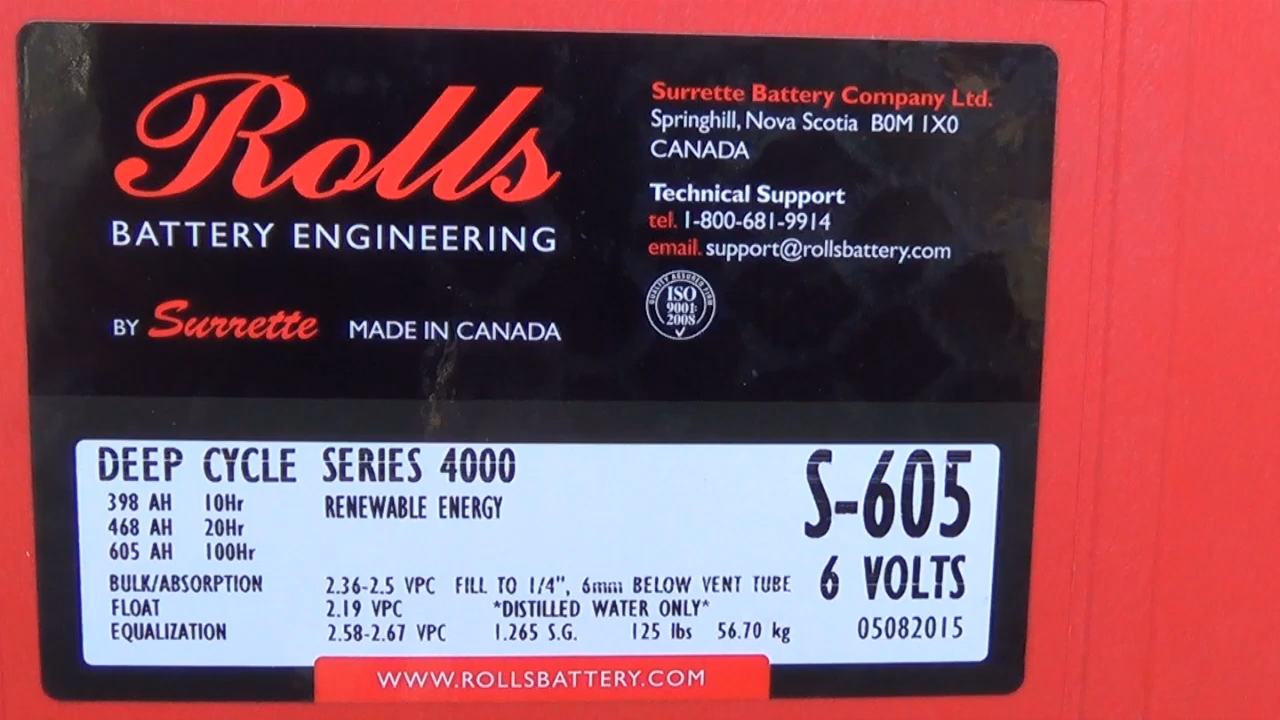 Rolls
BATTERY ENGINEERING
BY Surrette MADE IN CANADA
Surrette Battery Company Ltd.
Springhill, Nova Scotia B0M 1X0
CANADA
Technical Support
tel. 1-800-681-9914
email. support@rollsbattery.com
QUALITY ASSURED FIRM
ISO
9001:
2008
DEEP CYCLE SERIES 4000
398 AH 10Hr RENEWABLE ENERGY
468 AH 20Hr
605 AH 100Hr
S-605
6 VOLTS
05082015
BULK/ABSORPTION 2.36-2.5 VPC FILL TO 1/4", 6mm BELOW VENT TUBE
FLOAT 2.19 VPC *DISTILLED WATER ONLY*
EQUALIZATION 2.58-2.67 VPC 1.265 S.G. 125 lbs 56.70 kg
WWW.ROLLSBATTERY.COM